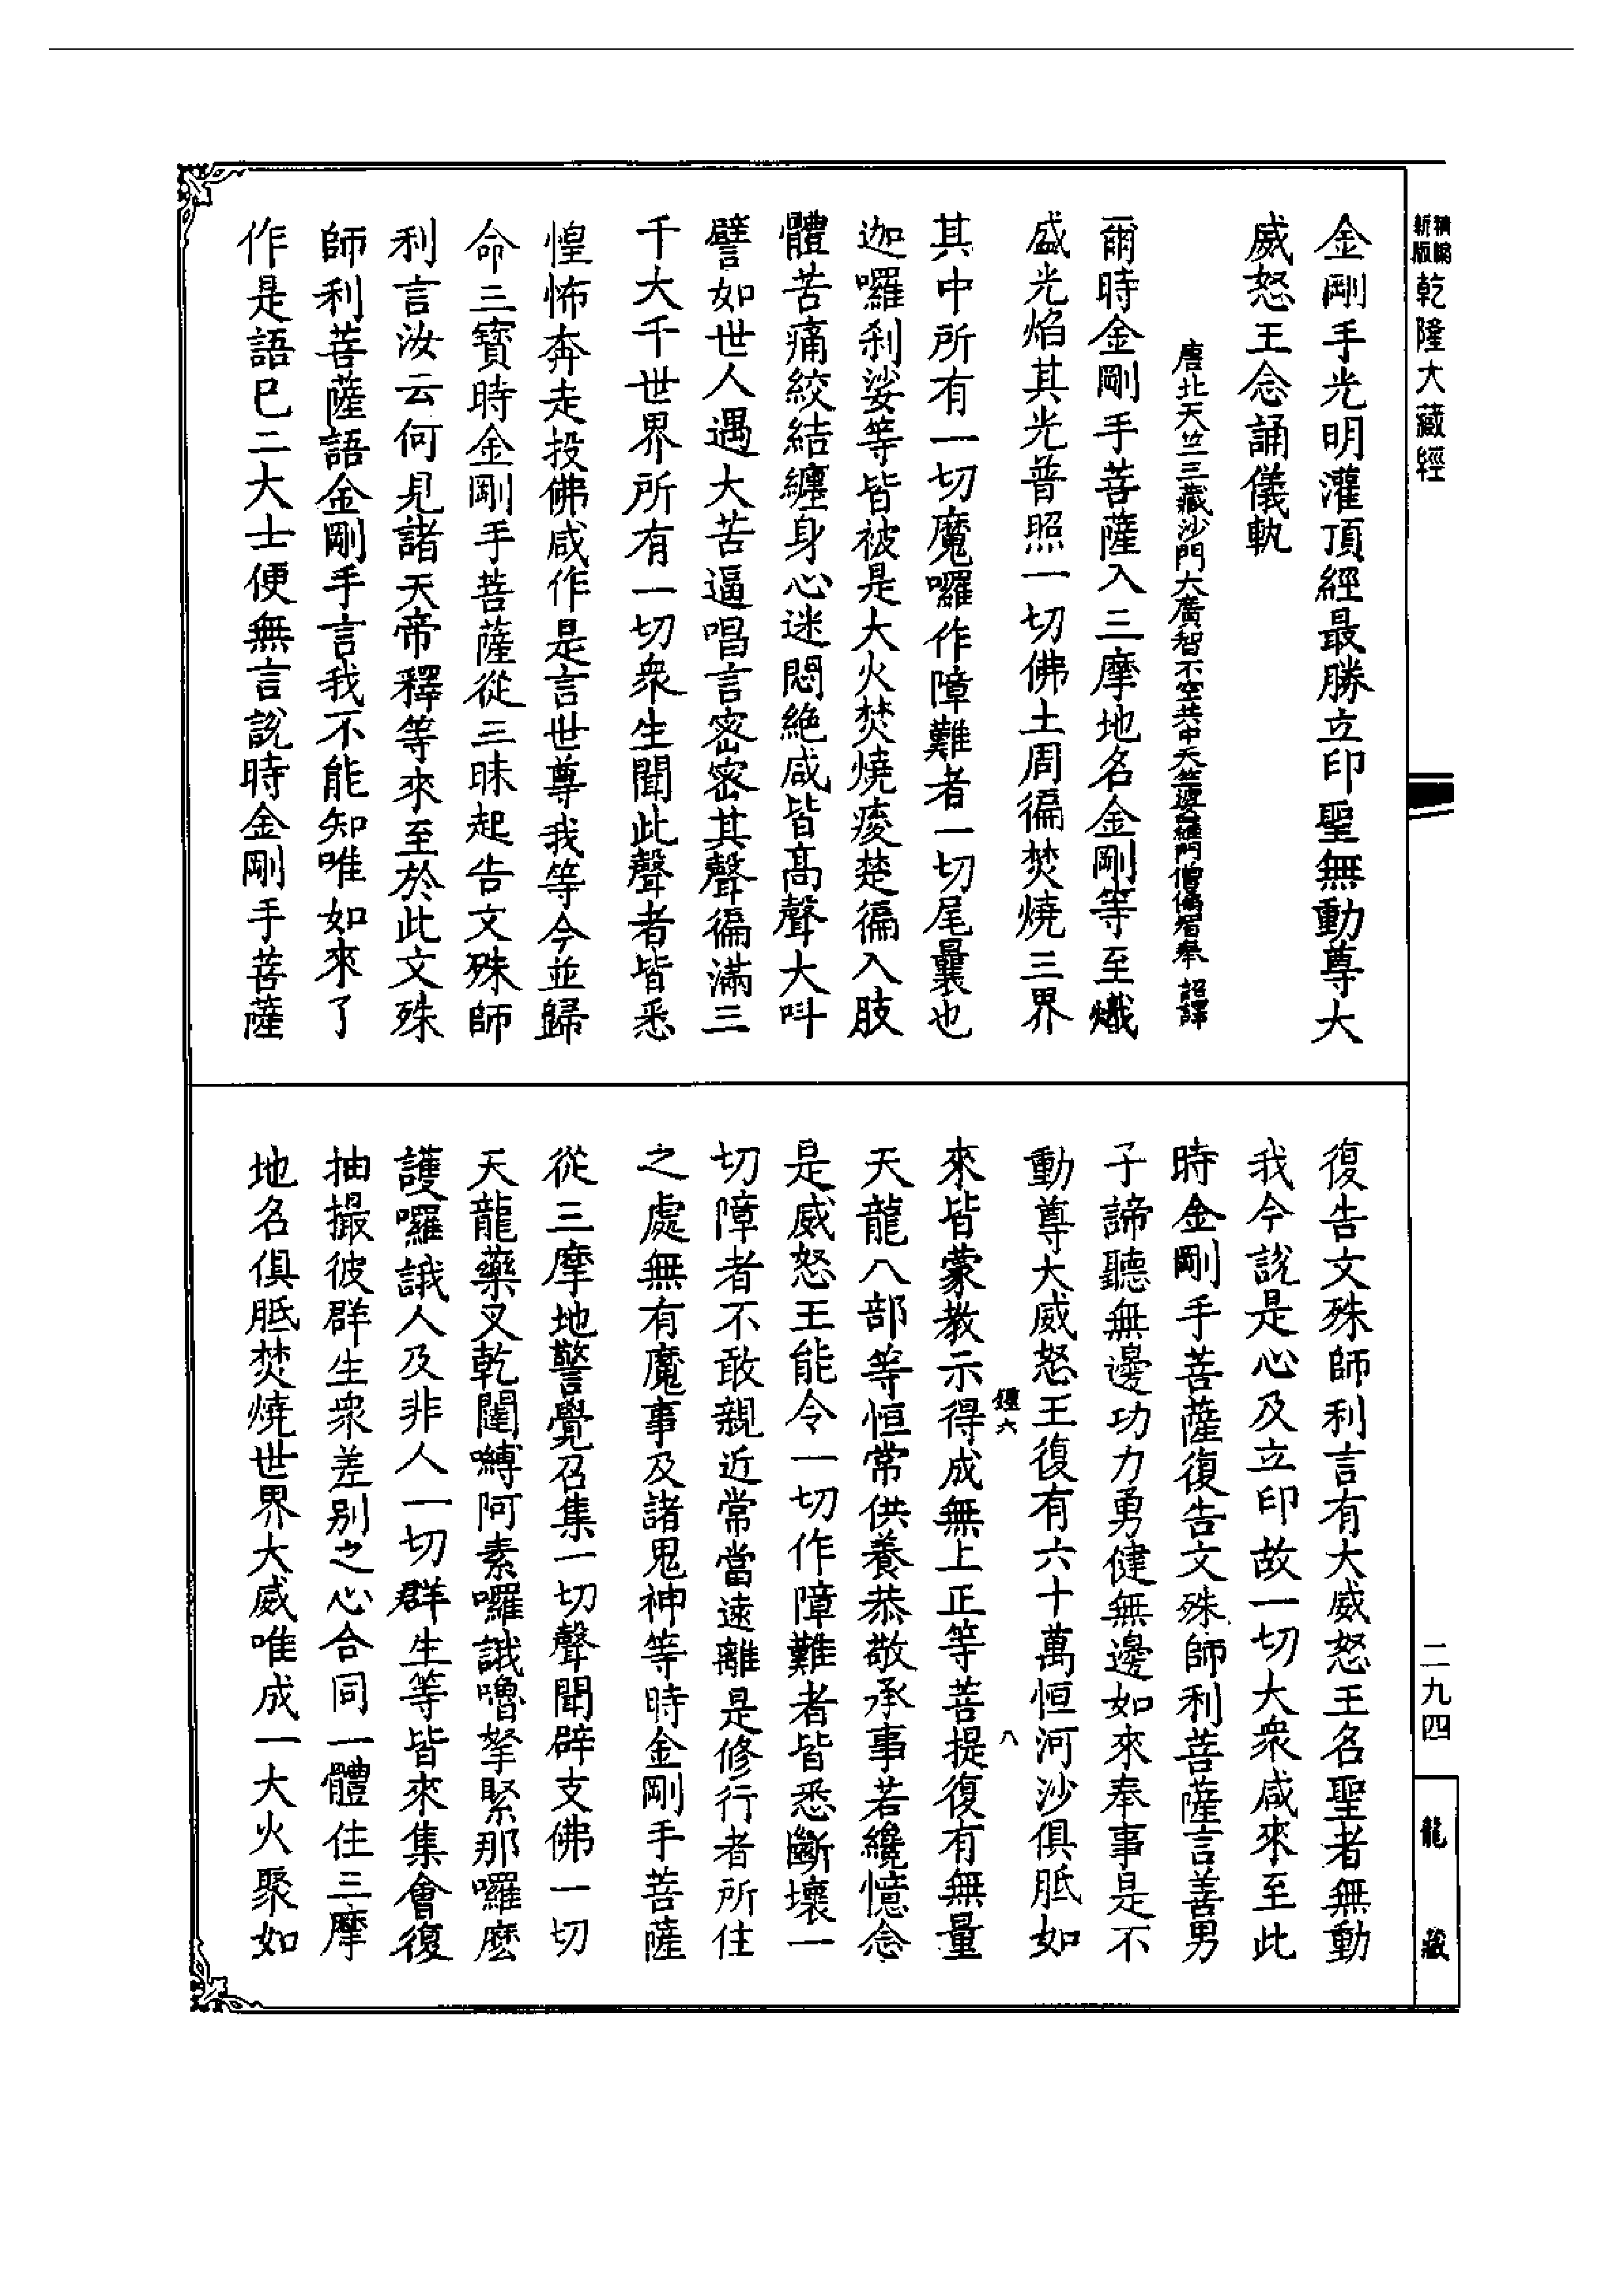 新編
新版
乾隆大藏經
金剛手光明灌頂經最勝立印聖無動尊大
威怒王念誦儀軌
唐北天竺三藏沙門大廣智不空共中天竺婆羅門僧徧智奉 詔譯
爾時金剛手菩薩入三摩地名金剛等至熾
盛光焰其光普照一切佛土周徧焚燒三界
其中所有一切魔囉作障難者一切尾曩也
迦囉刹娑等皆被是大火焚燒痠楚徧入肢
體苦痛絞結纏身心迷悶絶咸皆高聲大呌
譬如世人遇大苦逼唱言密密其聲徧滿三
千大千世界所有一切衆生聞此聲者皆悉
惶怖奔走投佛咸作是言世尊我等今並歸
命三寶時金剛手菩薩從三昧起告文殊師
利言汝云何見諸天帝釋等來至於此文殊
師利菩薩語金剛手言我不能知唯如來了
作是語巳二大士便無言說時金剛手菩薩
復告文殊師利言有大威怒王名聖者無動
我今說是心及立印故一切大衆咸來至此
時金剛手菩薩復告文殊師利菩薩言善男
子諦聽無邊功力勇健無邊如來奉事是不
動尊大威怒王復有六十萬恒河沙俱胝如
鍾六 八
來皆蒙教示得成無上正等菩提復有無量
天龍八部等恒常供養恭敬承事若纔憶念
是威怒王能令一切作障難者皆悉斷壞一
切障者不敢親近常當遠離是修行者所住
之處無有魔事及諸鬼神等時金剛手菩薩
從三摩地警覺召集一切聲聞辟支佛一切
天龍藥叉乾闥嚩阿素囉誐嚕拏緊那囉麽
護囉誐人及非人一切群生等皆來集會復
抽撮彼群生衆差別之心合同一體住三摩
地名俱胝焚燒世界大威唯成一大火聚如
二九四
龍藏